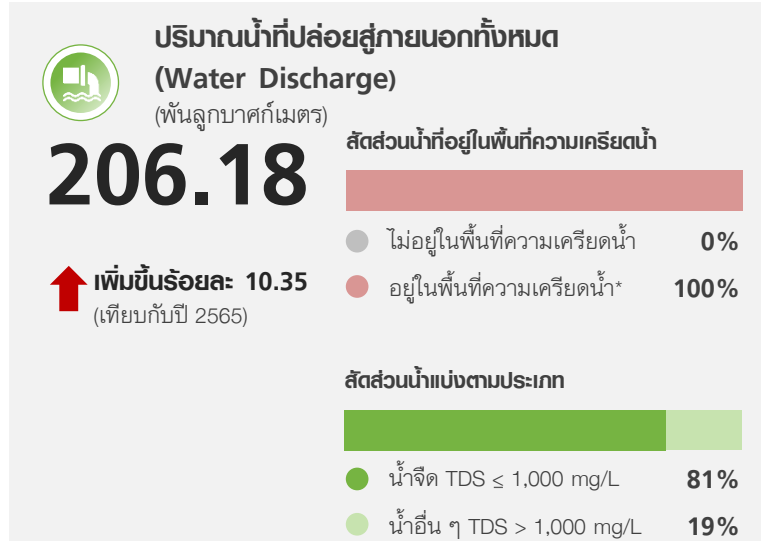 ปริมาณน้ำที่ปล่อยสู่ภายนอกทั้งหมด
(Water Discharge)
(พันลูกบาศก์เมตร)
206.18
เพิ่มขึ้นร้อยละ 10.35
(เทียบกับปี 2565)
สัดส่วนน้ำที่อยู่ในพื้นที่ความเครียดน้ำ
ไม่อยู่ในพื้นที่ความเครียดน้ำ 0%
อยู่ในพื้นที่ความเครียดน้ำ* 100%
สัดส่วนน้ำแบ่งตามประเภท
น้ำจืด TDS ≤ 1,000 mg/L 81%
น้ำอื่น ๆ TDS > 1,000 mg/L 19%